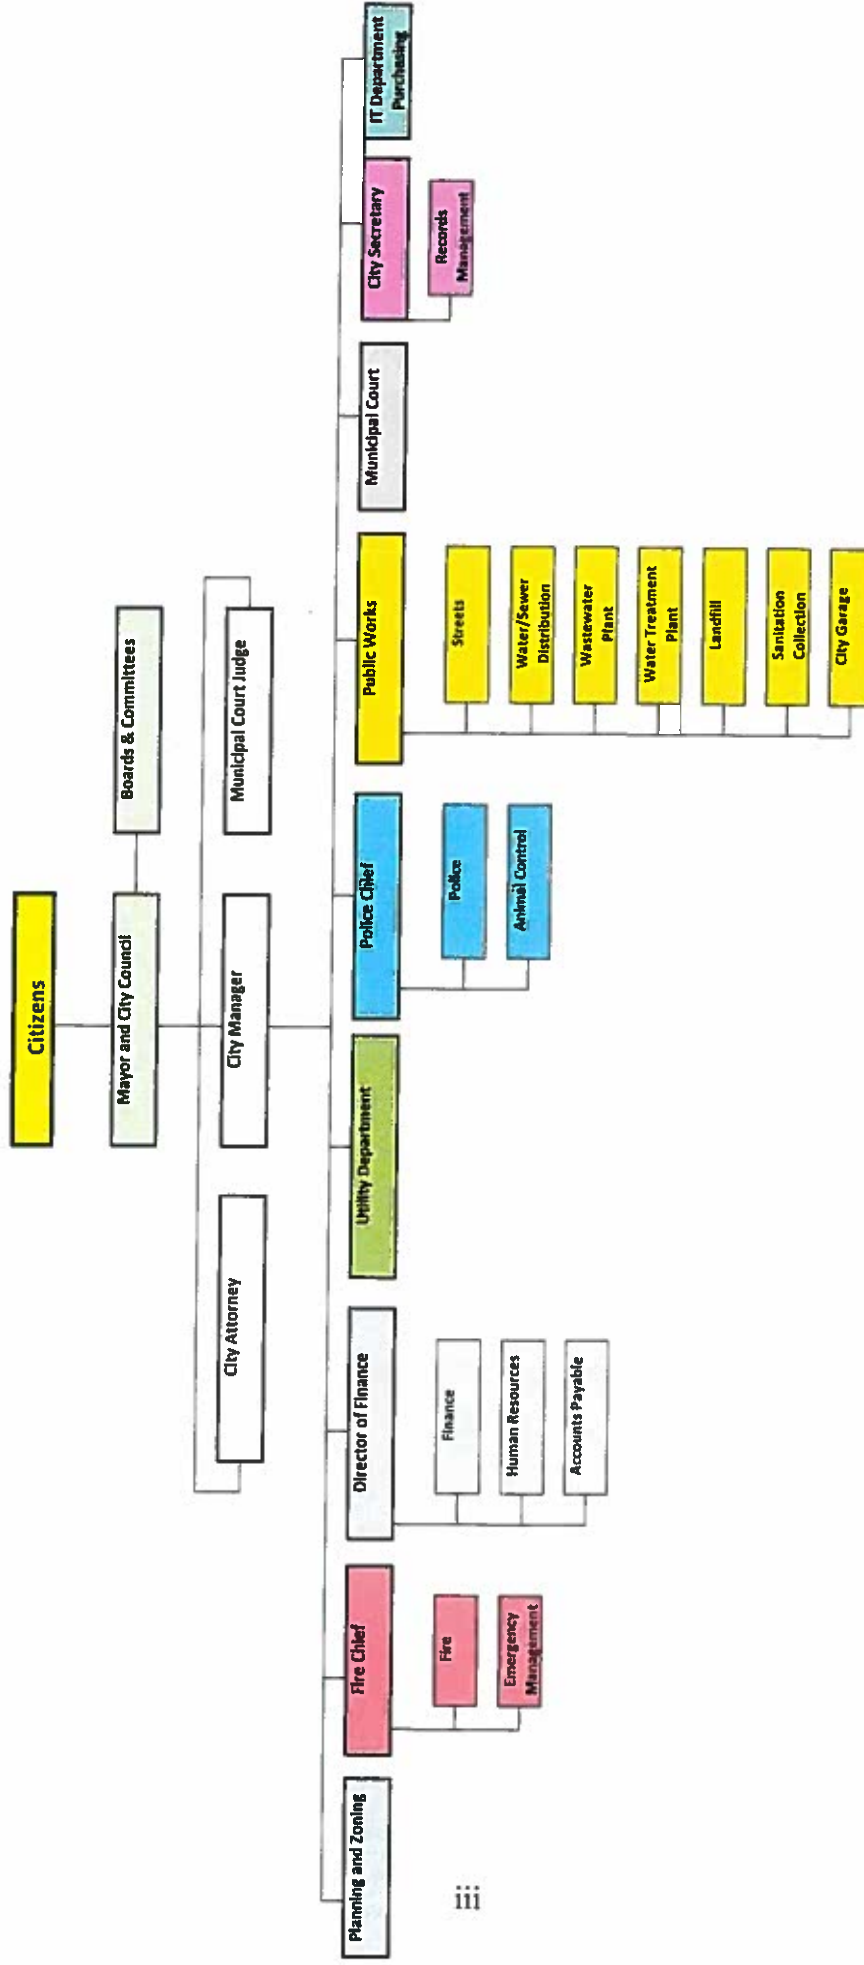 Citizens
Mayor and City Council
Boards & Committees
City Attorney
City Manager
Municipal Court Judge
Planning and Zoning
Fire Chief
Director of Finance
Utility Department
Police Chief
Public Works
Municipal Court
City Secretary
IT Department
Purchasing
Fire
Emergency
Management
Finance
Human Resources
Accounts Payable
Police
Animal Control
Streets
Water/Sewer
Distribution
Wastewater
Plant
Water Treatment
Plant
Landfill
Sanitation
Collection
City Garage
Records
Management
iii